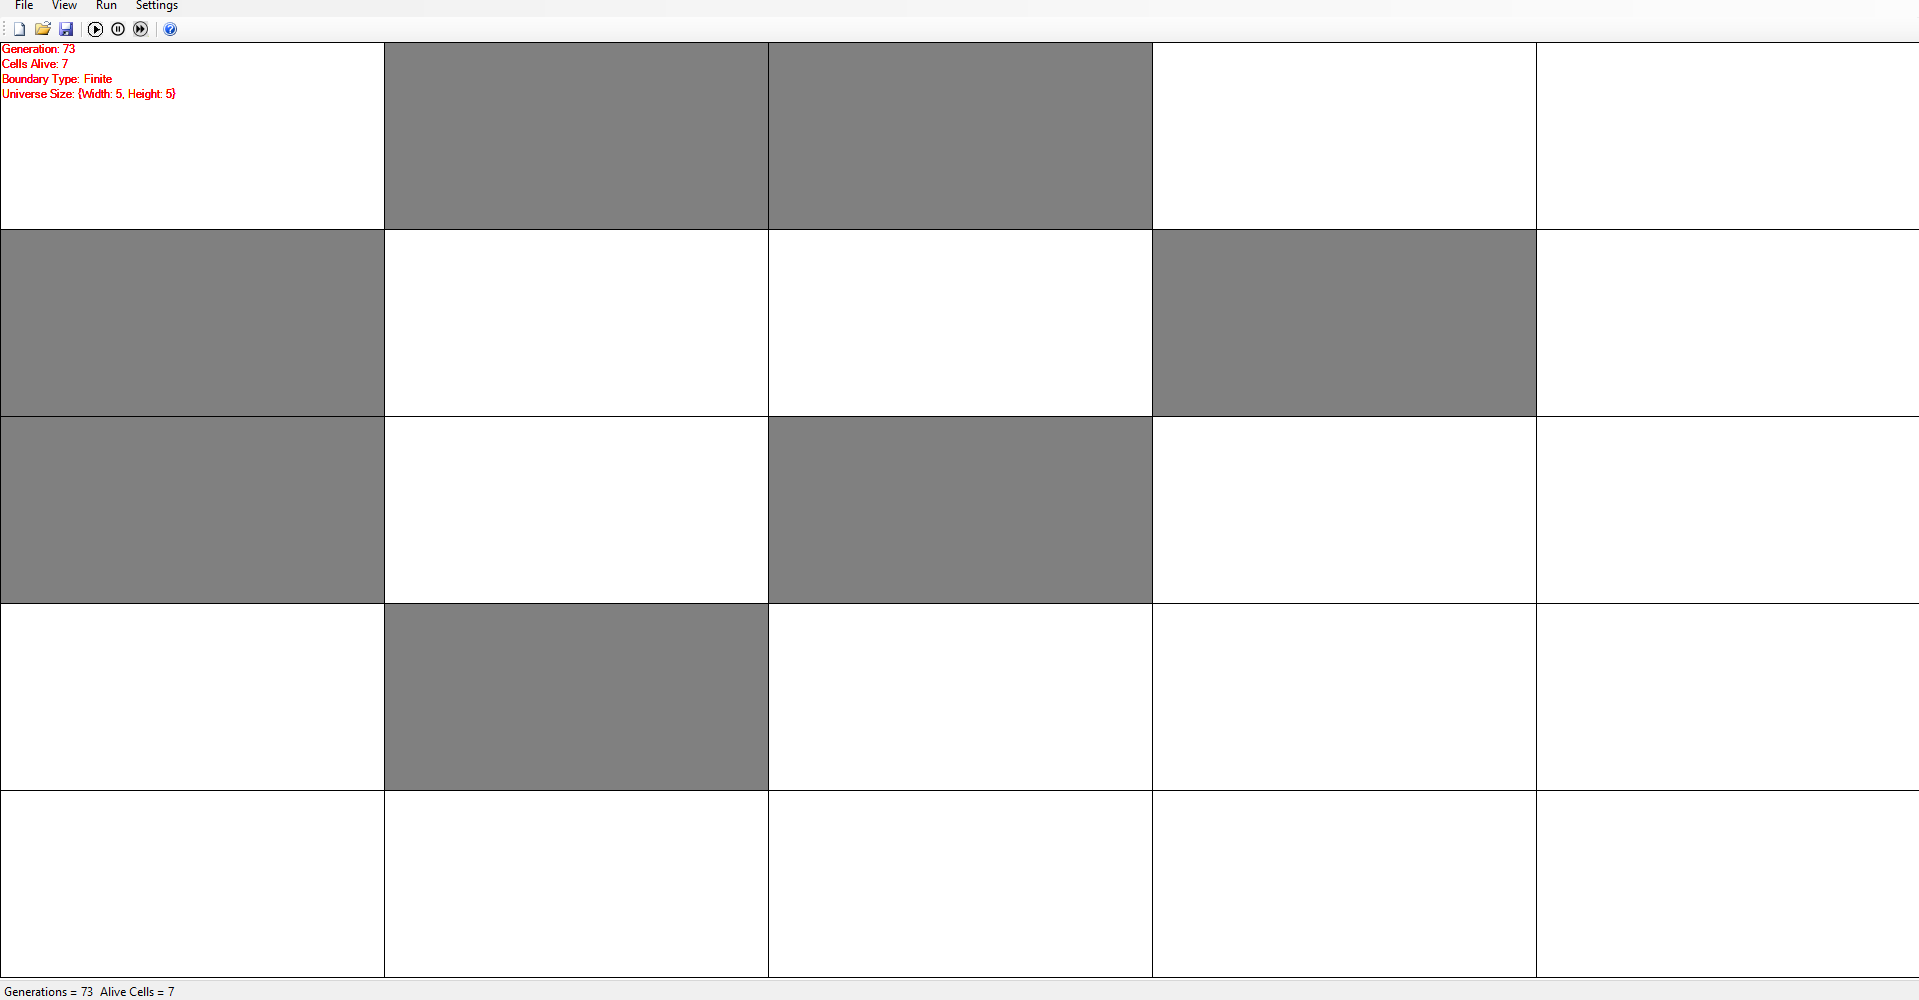 File View Run Settings
Generation: 73
Cells Alive: 7
Boundary Type: Finite
Universe Size: {Width: 5, Height: 5}
Generations = 73 Alive Cells = 7